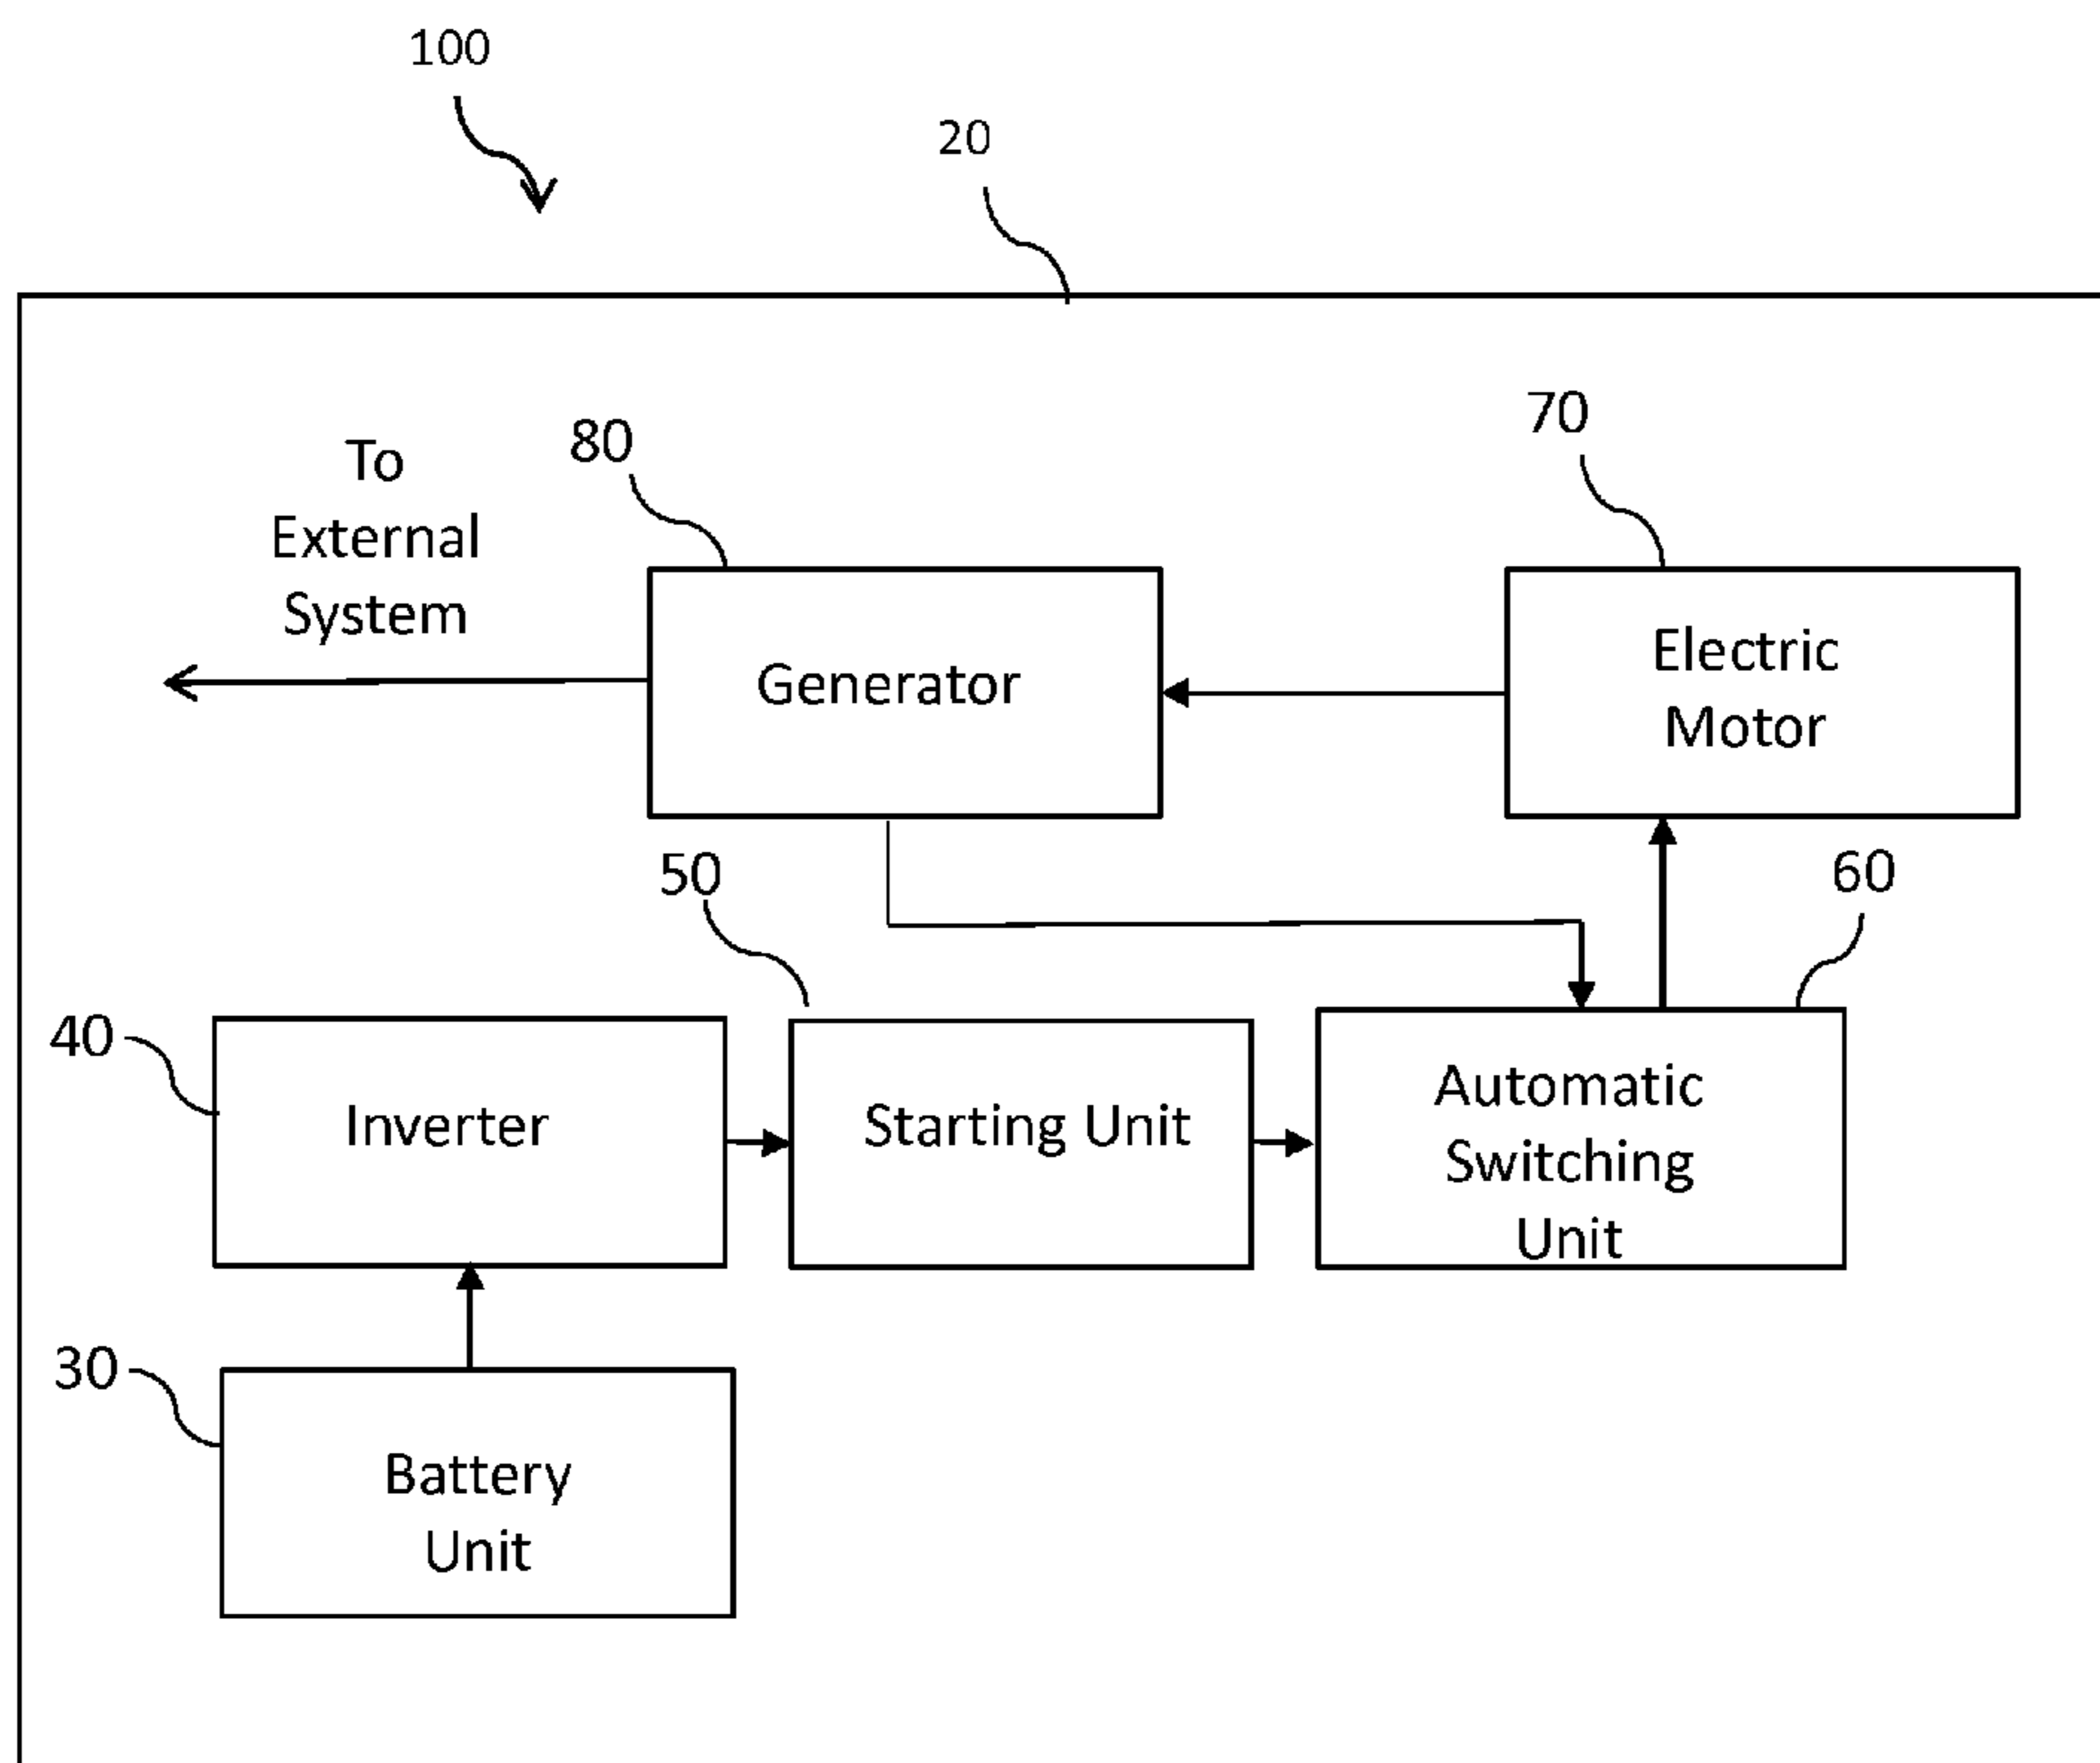 100
20
80
70
To
External
System
Generator
Electric
Motor
50
60
40
Inverter
Starting Unit
Automatic
Switching
Unit
30
Battery
Unit